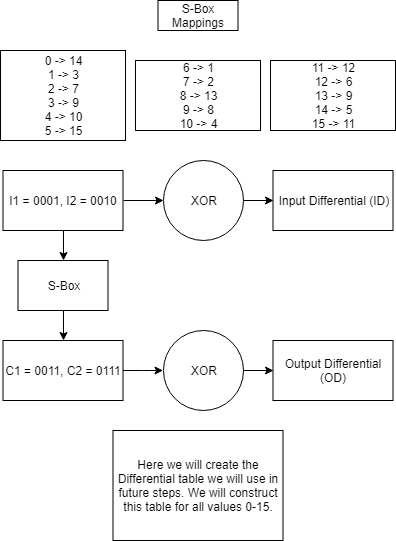 S-Box
Mappings
0 -> 14
1 -> 3
2 -> 7
3 -> 9
4 -> 10
5 -> 15
6 -> 1
7 -> 2
8 -> 13
9 -> 8
10 -> 4
11 -> 12
12 -> 6
13 -> 9
14 -> 5
15 -> 11
I1 = 0001, I2 = 0010
XOR
Input Differential (ID)
S-Box
C1 = 0011, C2 = 0111
XOR
Output Differential
(OD)
Here we will create the
Differential table we will use in
future steps. We will construct
this table for all values 0-15.